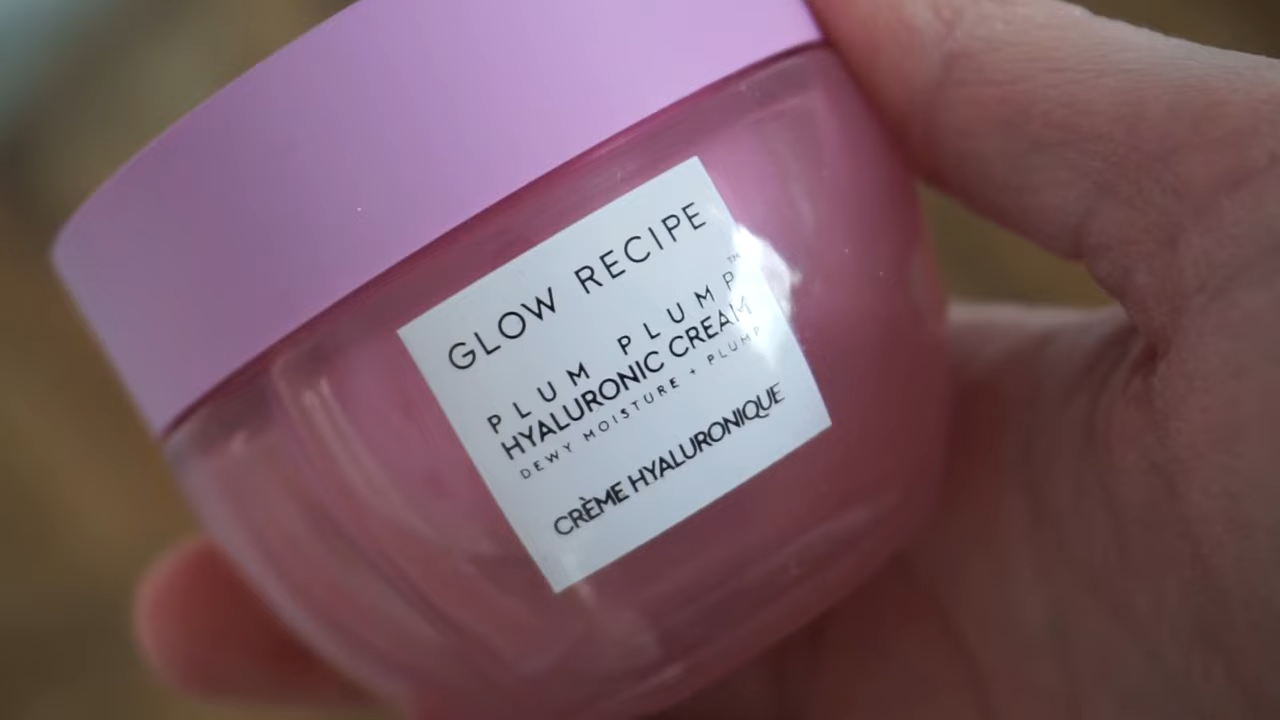 GLOW RECIPE
PLUM PLUMP™
HYALURONIC CREAM
DEWY MOISTURE + PLUMP
CRÈME HYALURONIQUE